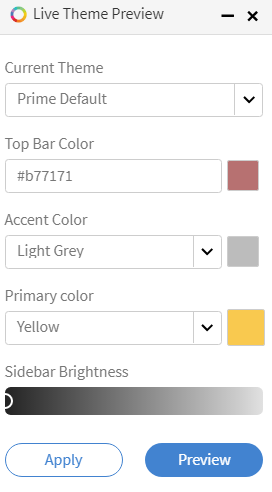 Live Theme Preview
Current Theme
Prime Default
Top Bar Color
#b77171
Accent Color
Light Grey
Primary color
Yellow
Sidebar Brightness
Apply Preview